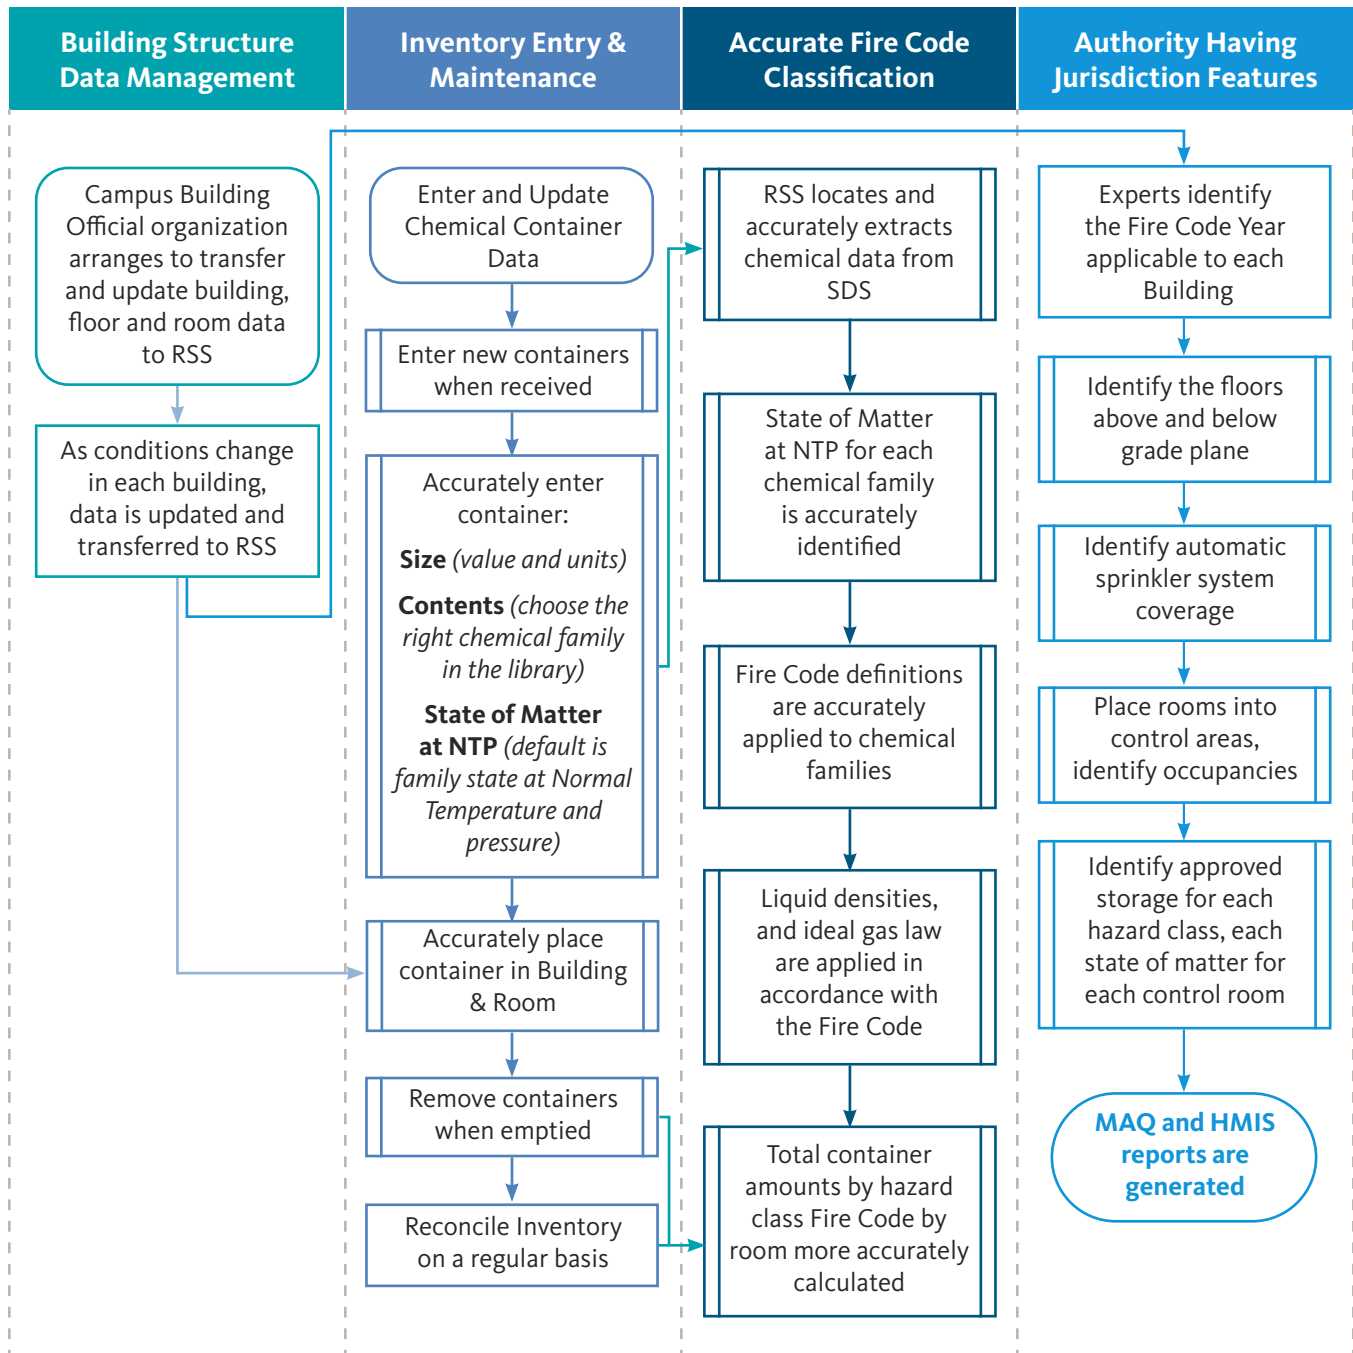 Building Structure
Data Management
Inventory Entry &
Maintenance
Accurate Fire Code
Classification
Authority Having
Jurisdiction Features
Campus Building
Official organization
arranges to transfer
and update building,
floor and room data
to RSS
As conditions change
in each building,
data is updated and
transferred to RSS
Enter and Update
Chemical Container
Data
Enter new containers
when received
Accurately enter
container:
Size (value and units)
Contents (choose the
right chemical family
in the library)
State of Matter
at NTP (default is
family state at Normal
Temperature and
pressure)
Accurately place
container in Building
& Room
Remove containers
when emptied
Reconcile Inventory
on a regular basis
RSS locates and
accurately extracts
chemical data from
SDS
State of Matter
at NTP for each
chemical family
is accurately
identified
Fire Code definitions
are accurately
applied to chemical
families
Liquid densities,
and ideal gas law
are applied in
accordance with
the Fire Code
Total container
amounts by hazard
class Fire Code by
room more accurately
calculated
Experts identify
the Fire Code Year
applicable to each
Building
Identify the floors
above and below
grade plane
Identify automatic
sprinkler system
coverage
Place rooms into
control areas,
identify occupancies
Identify approved
storage for each
hazard class, each
state of matter for
each control room
MAQ and HMIS
reports are
generated